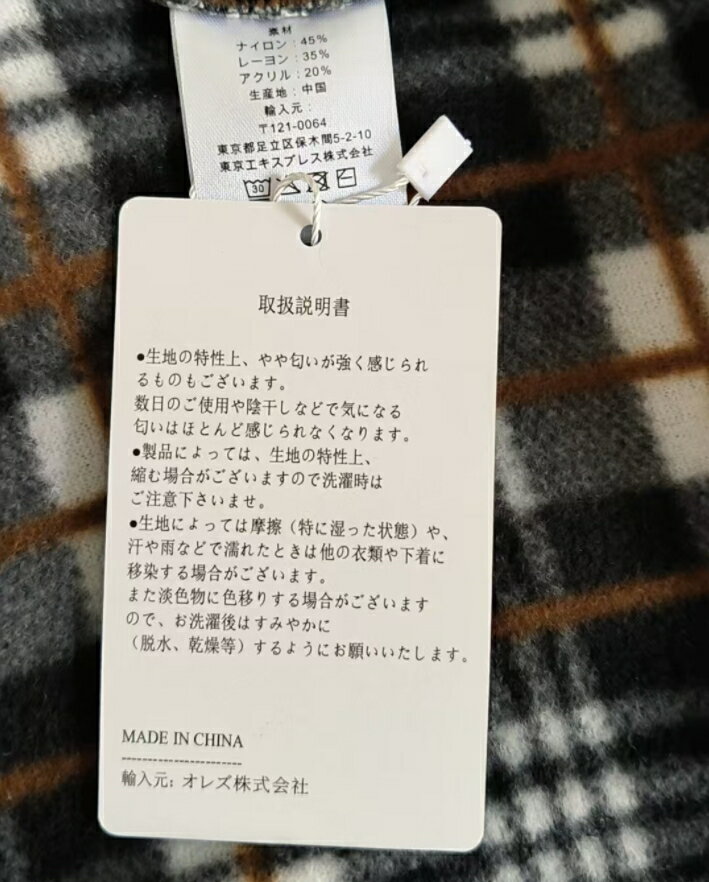 素材
ナイロン：45%
レーヨン：35%
アクリル：20%
生産地：中国
輸入元：
〒121-0064
東京都足立区保木間5-2-10
東京エキスプレス株式会社
30
取扱説明書
●生地の特性上、やや匂いが強く感じられ
るものもございます。
数日のご使用や陰干しなどで気になる
匂いはほとんど感じられなくなります。
●製品によっては、生地の特性上、
縮む場合がございますので洗濯時は
ご注意下さいませ。
●生地によっては摩擦（特に湿った状態）や、
汗や雨などで濡れたときは他の衣類や下着に
移染する場合がございます。
また淡色物に色移りする場合がございます
ので、お洗濯後はすみやかに
（脱水、乾燥等）するようにお願いいたします。
MADE IN CHINA
------------------------
輸入元: オレズ株式会社